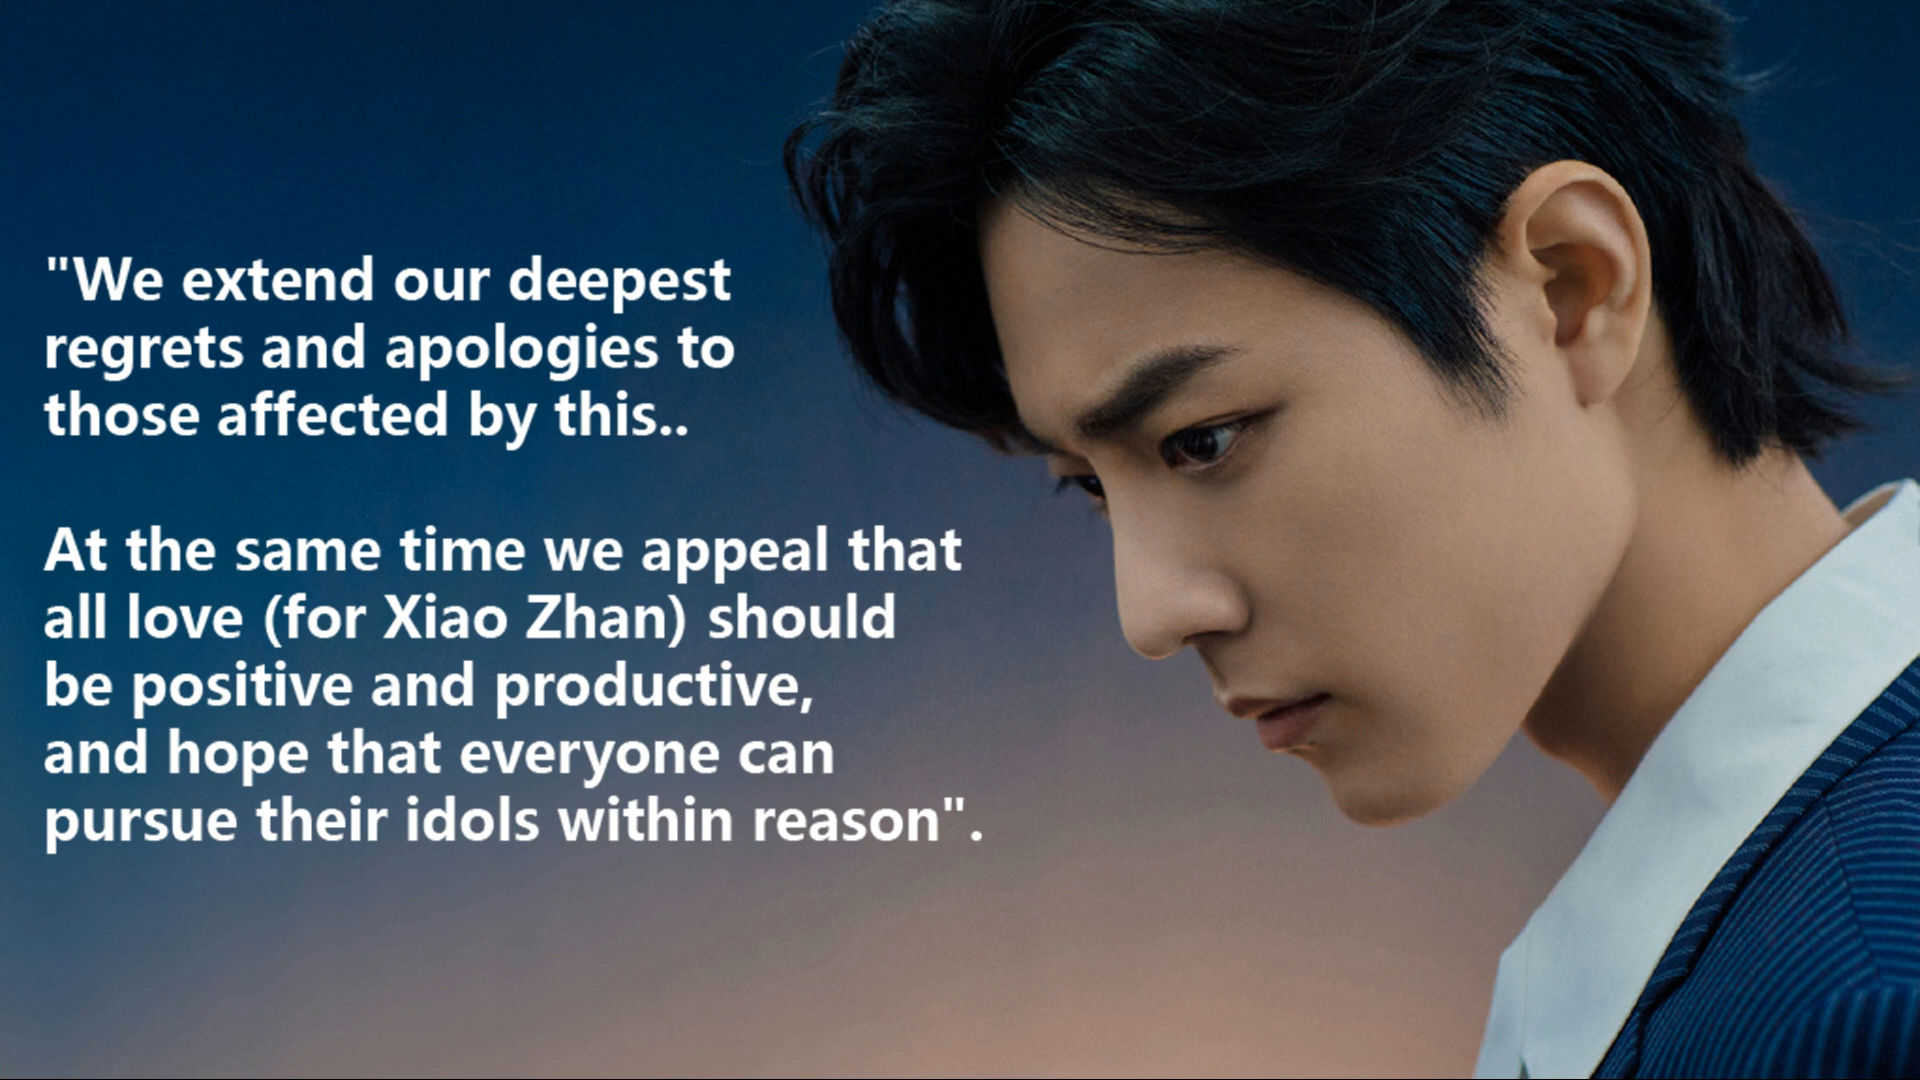 "We extend our deepest
regrets and apologies to
those affected by this..
At the same time we appeal that
all love (for Xiao Zhan) should
be positive and productive,
and hope that everyone can
pursue their idols within reason".